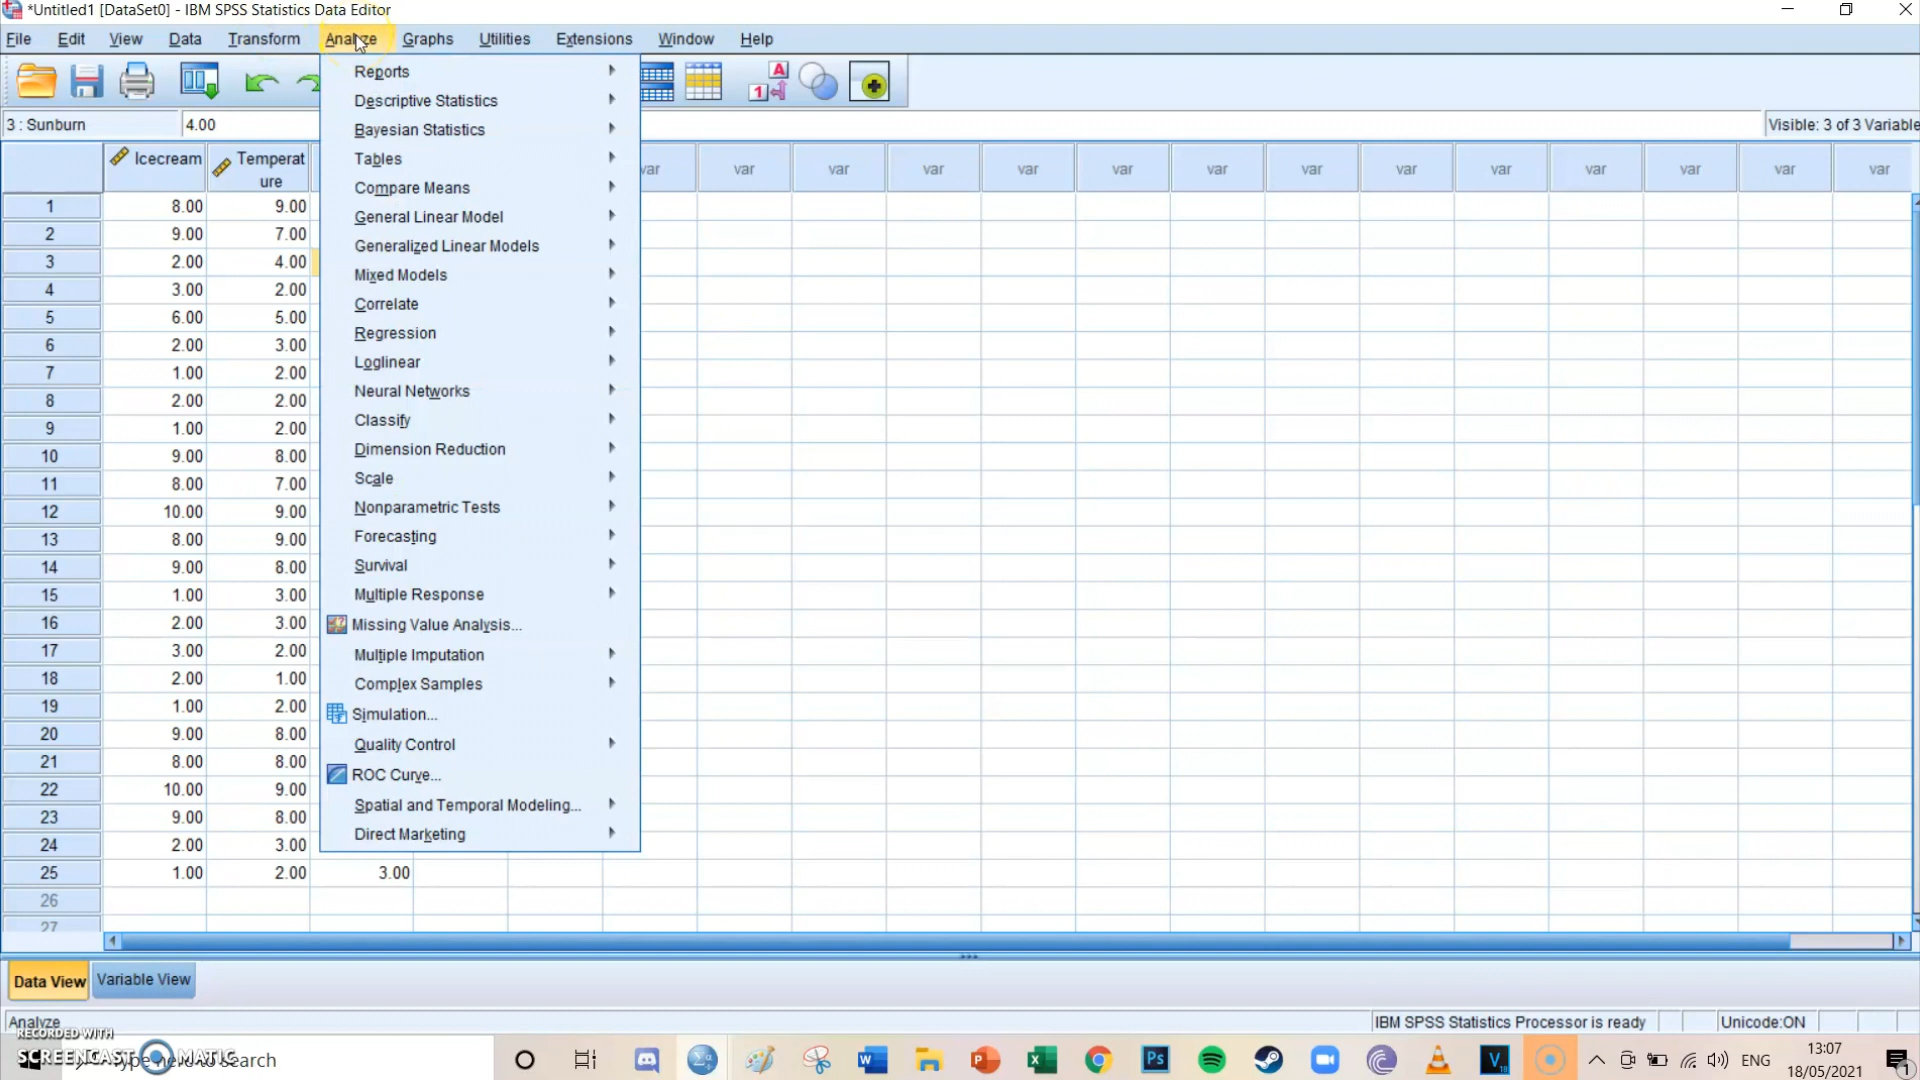 *Untitled1 [DataSet0] - IBM SPSS Statistics Data Editor
File Edit View Data Transform Analyze Graphs Utilities Extensions Window Help
3 : Sunburn 4.00 Visible: 3 of 3 Variable
Icecream Temperat
ure var var var var var var var var var var var var var var
1 8.00 9.00
2 9.00 7.00
3 2.00 4.00
4 3.00 2.00
5 6.00 5.00
6 2.00 3.00
7 1.00 2.00
8 2.00 2.00
9 1.00 2.00
10 9.00 8.00
11 8.00 7.00
12 10.00 9.00
13 8.00 9.00
14 9.00 8.00
15 1.00 3.00
16 2.00 3.00
17 3.00 2.00
18 2.00 1.00
19 1.00 2.00
20 9.00 8.00
21 8.00 8.00
22 10.00 9.00
23 9.00 8.00
24 2.00 3.00
25 1.00 2.00 3.00
26
27
Reports
Descriptive Statistics
Bayesian Statistics
Tables
Compare Means
General Linear Model
Generalized Linear Models
Mixed Models
Correlate
Regression
Loglinear
Neural Networks
Classify
Dimension Reduction
Scale
Nonparametric Tests
Forecasting
Survival
Multiple Response
Missing Value Analysis...
Multiple Imputation
Complex Samples
Simulation...
Quality Control
ROC Curve...
Spatial and Temporal Modeling...
Direct Marketing
Data View Variable View
Analyze IBM SPSS Statistics Processor is ready Unicode:ON
RECORDED WITH
SCREENCAST MATIC
Type here to search
ENG 13:07
18/05/2021